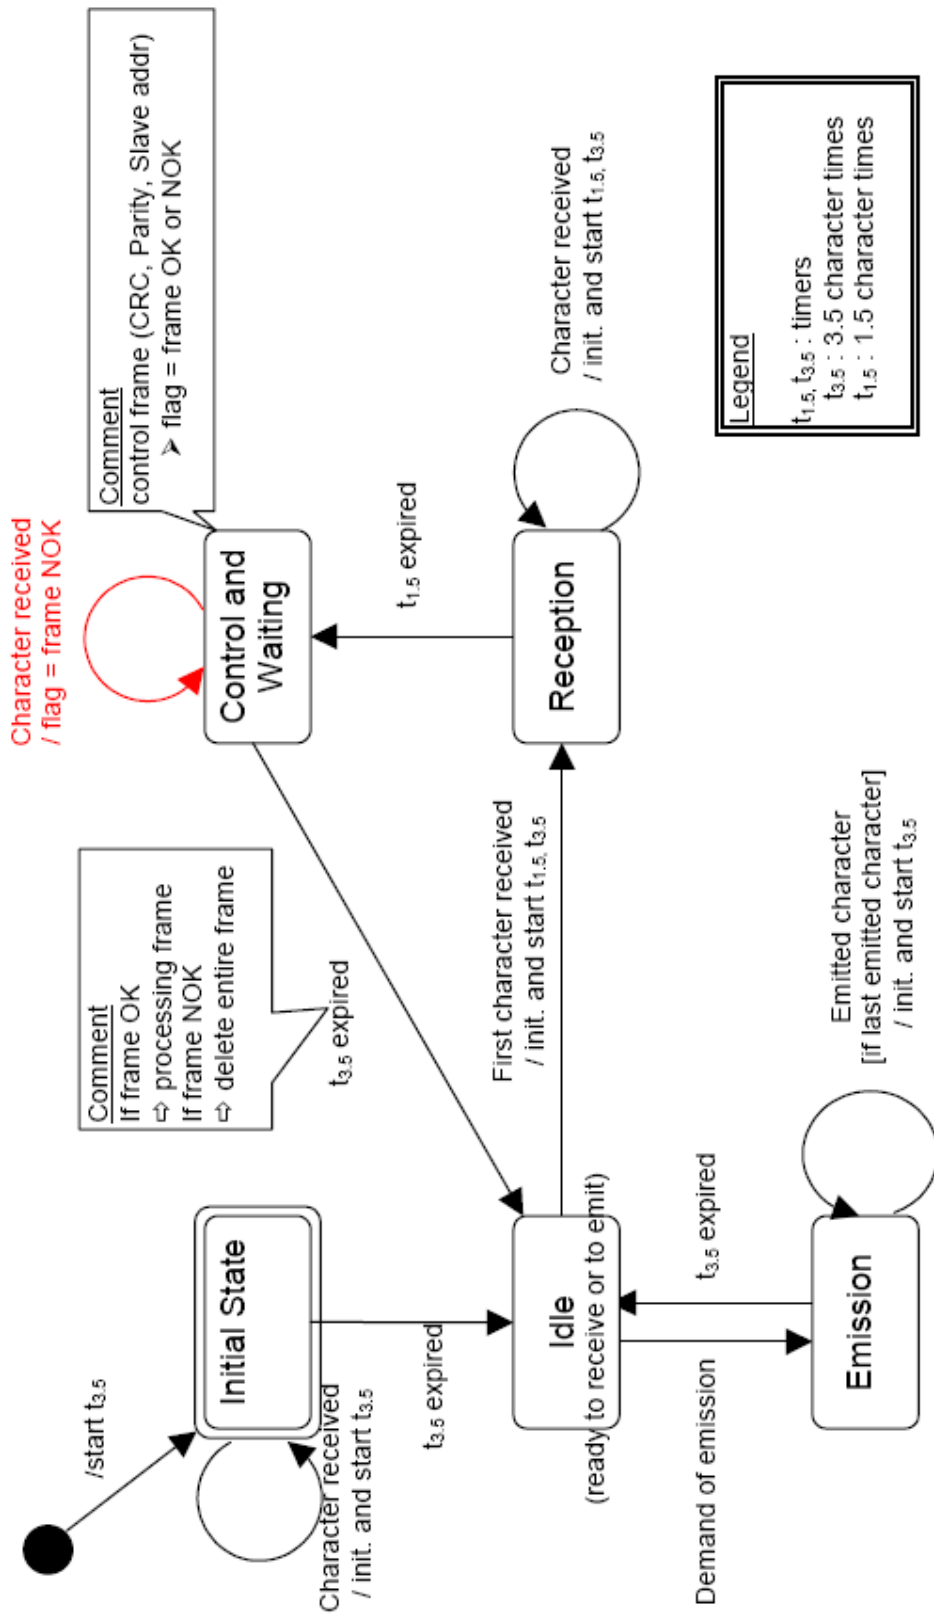 /start t3.5
Initial State
Character received
/ init. and start t3.5
t3.5 expired
Comment
If frame OK
⇨ processing frame
If frame NOK
⇨ delete entire frame
t3.5 expired
Character received
/ flag = frame NOK
Control and
Waiting
Comment
control frame (CRC, Parity, Slave addr)
➤ flag = frame OK or NOK
t1.5 expired
Idle
(ready to receive or to emit)
First character received
/ init. and start t1.5, t3.5
Reception
Character received
/ init. and start t1.5, t3.5
Demand of emission
t3.5 expired
Emission
Emitted character
[if last emitted character]
/ init. and start t3.5
Legend
t1.5, t3.5 : timers
t3.5 : 3.5 character times
t1.5 : 1.5 character times